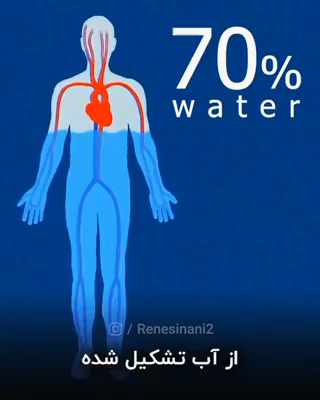 70%
water
/ Renesinani2
از آب تشکیل شده